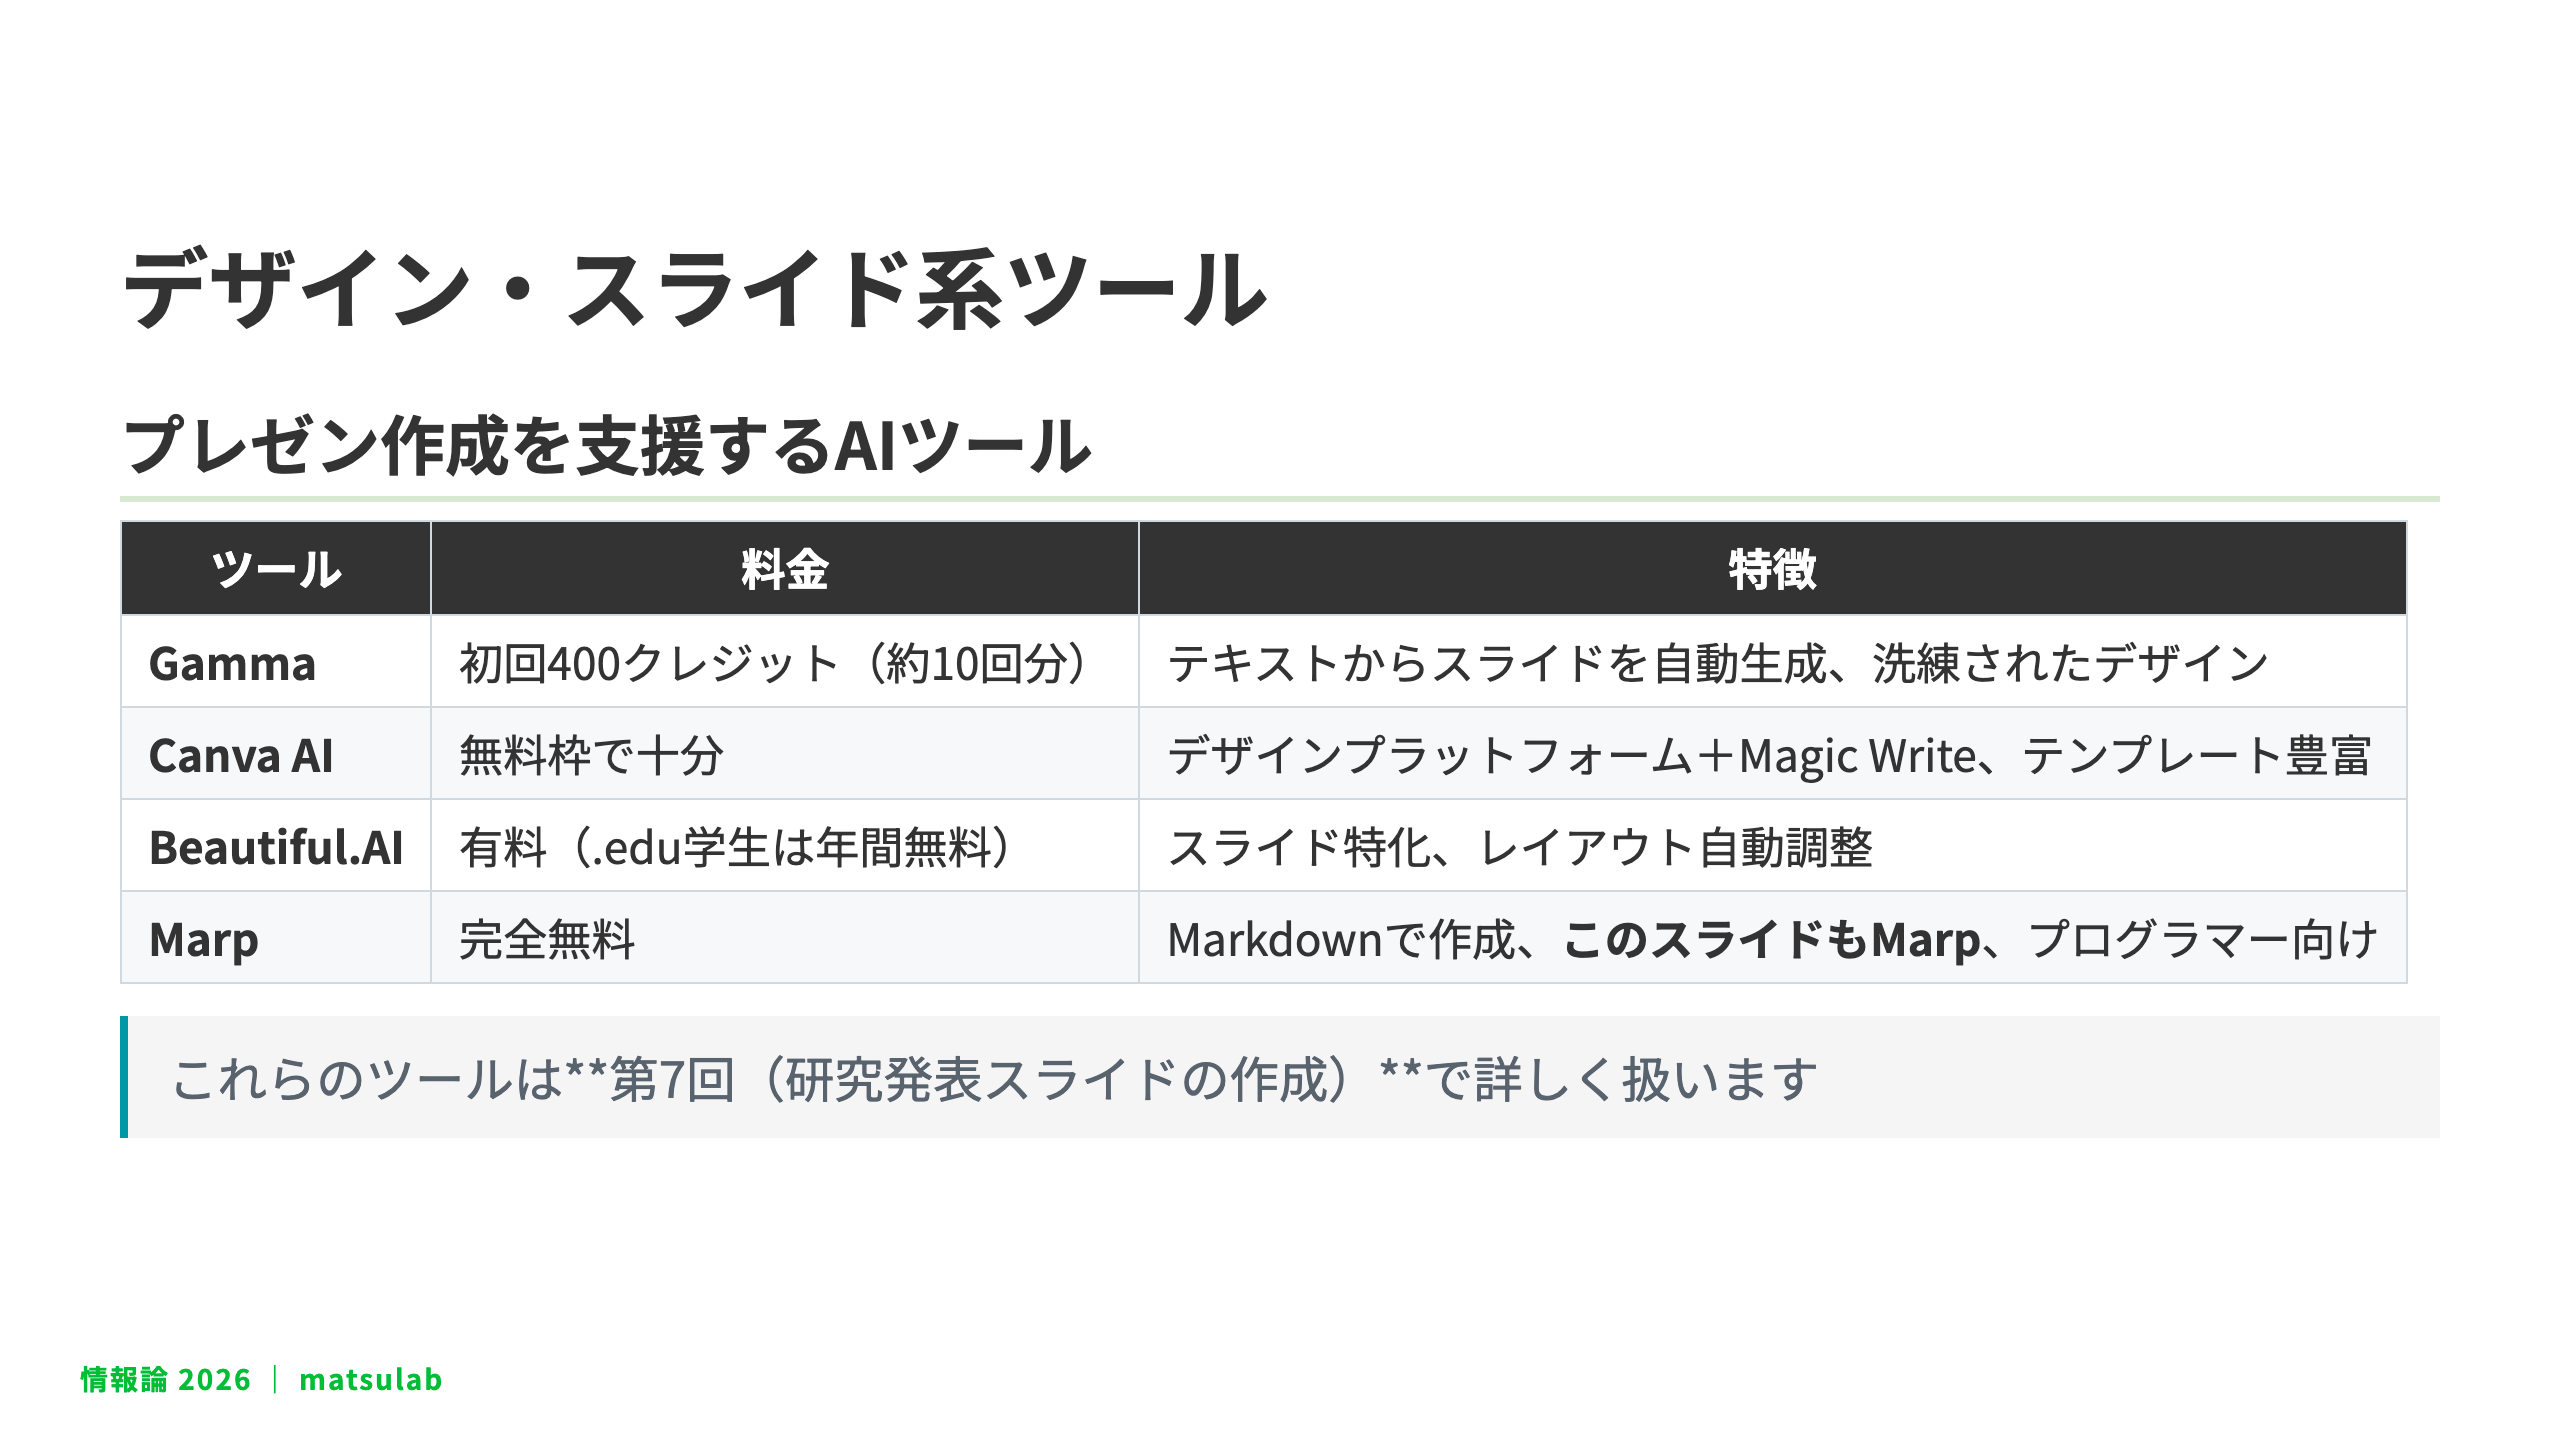 デザイン・スライド系ツール
プレゼン作成を支援するAIツール
ツール 料金 特徴
Gamma 初回400クレジット（約10回分） テキストからスライドを自動生成、洗練されたデザイン
Canva AI 無料枠で十分 デザインプラットフォーム＋Magic Write、テンプレート豊富
Beautiful.AI 有料（.edu学生は年間無料） スライド特化、レイアウト自動調整
Marp 完全無料 Markdownで作成、このスライドもMarp、プログラマー向け
これらのツールは**第7回（研究発表スライドの作成）**で詳しく扱います
情報論 2026 ｜ matsulab